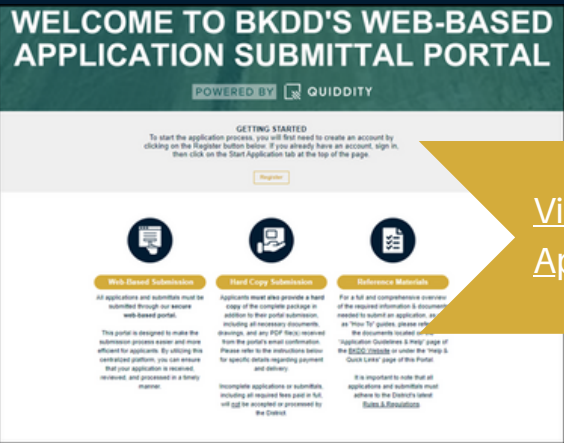 WELCOME TO BKDD'S WEB-BASED
APPLICATION SUBMITTAL PORTAL
POWERED BY QUIDDITY
GETTING STARTED
To start the application process, you will first need to create an account by
clicking on the Register button below. If you already have an account, sign in,
then click on the Start Application tab at the top of the page.
Register
Vi
Ap
Web-Based Submission
All applications and submittals must be
submitted through our secure
web-based portal.
This portal is designed to make the
submission process easier and more
efficient for applicants. By utilizing this
centralized platform, you can ensure
that your application is received,
reviewed, and processed in a timely
manner.
Hard Copy Submission
Applicants must also provide a hard
copy of the complete package in
addition to their portal submission,
including all necessary documents,
drawings, and any PDF file(s) received
from the portal's email confirmation.
Please refer to the instructions below
for specific details regarding payment
and delivery.
Incomplete applications or submittals,
including all required fees paid in full,
will not be accepted or processed by
the District.
Reference Materials
For a full and comprehensive overview
of the required information & documents
needed to submit an application, as
as "How To" guides, please refer
the documents located on
"Application Guidelines & Help" page of
the BKDD Website or under the "Help &
Quick Links" page of this Portal.
It is important to note that all
applications and submittals must
adhere to the District's latest
Rules & Regulations.